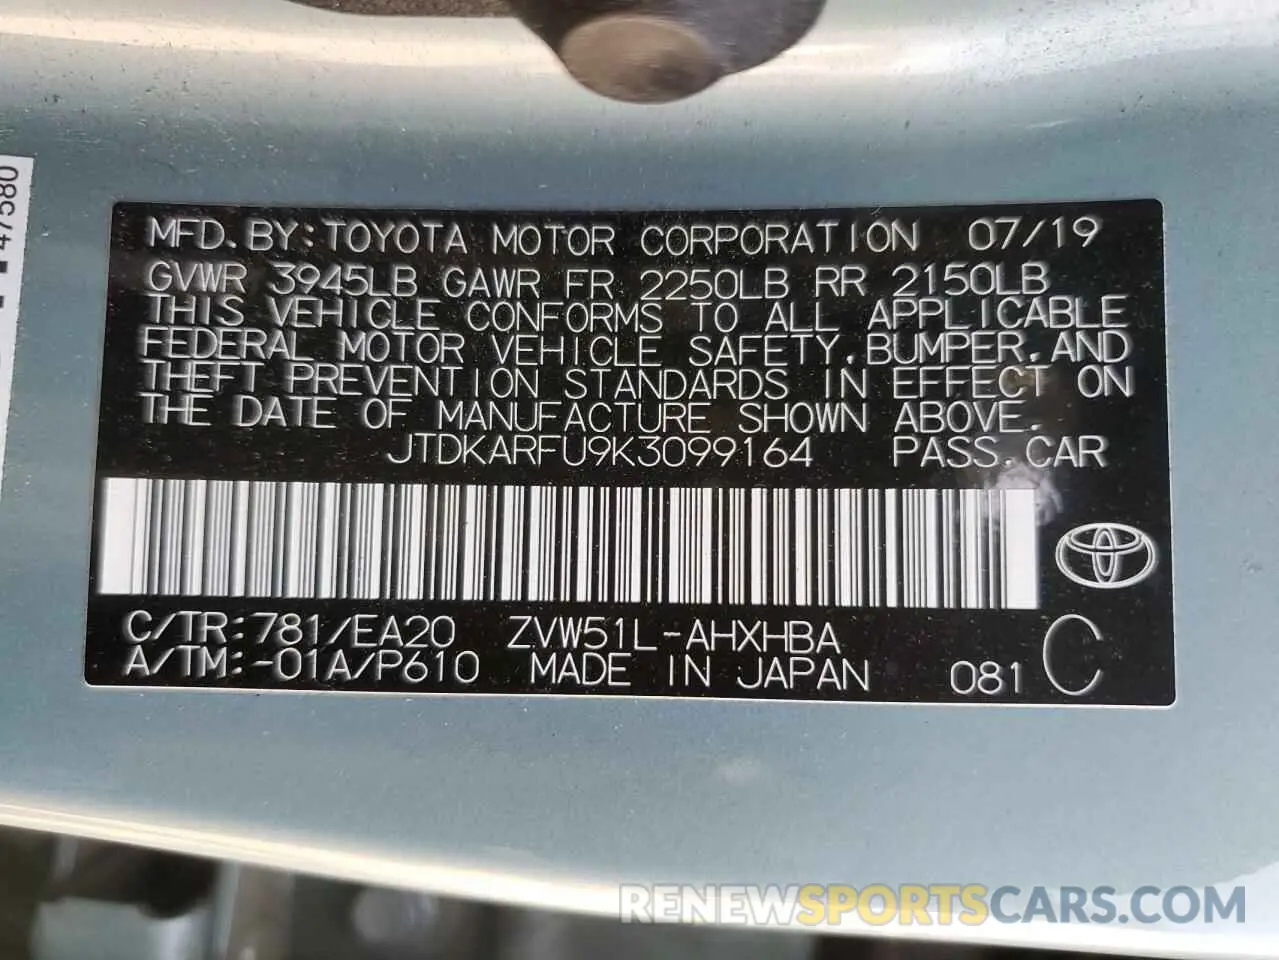 MFD. BY: TOYOTA MOTOR CORPORATION 07/19
GVWR 3945LB GAWR FR 2250LB RR 2150LB
THIS VEHICLE CONFORMS TO ALL APPLICABLE
FEDERAL MOTOR VEHICLE SAFETY, BUMPER, AND
THEFT PREVENTION STANDARDS IN EFFECT ON
THE DATE OF MANUFACTURE SHOWN ABOVE.
JTDKARFU9K3099164 PASS. CAR
C/TR: 781/EA20 ZVW51L-AHXHBA
A/TM: -01A/P610 MADE IN JAPAN 081 C
47580
RENEWSPORTSCARS.COM